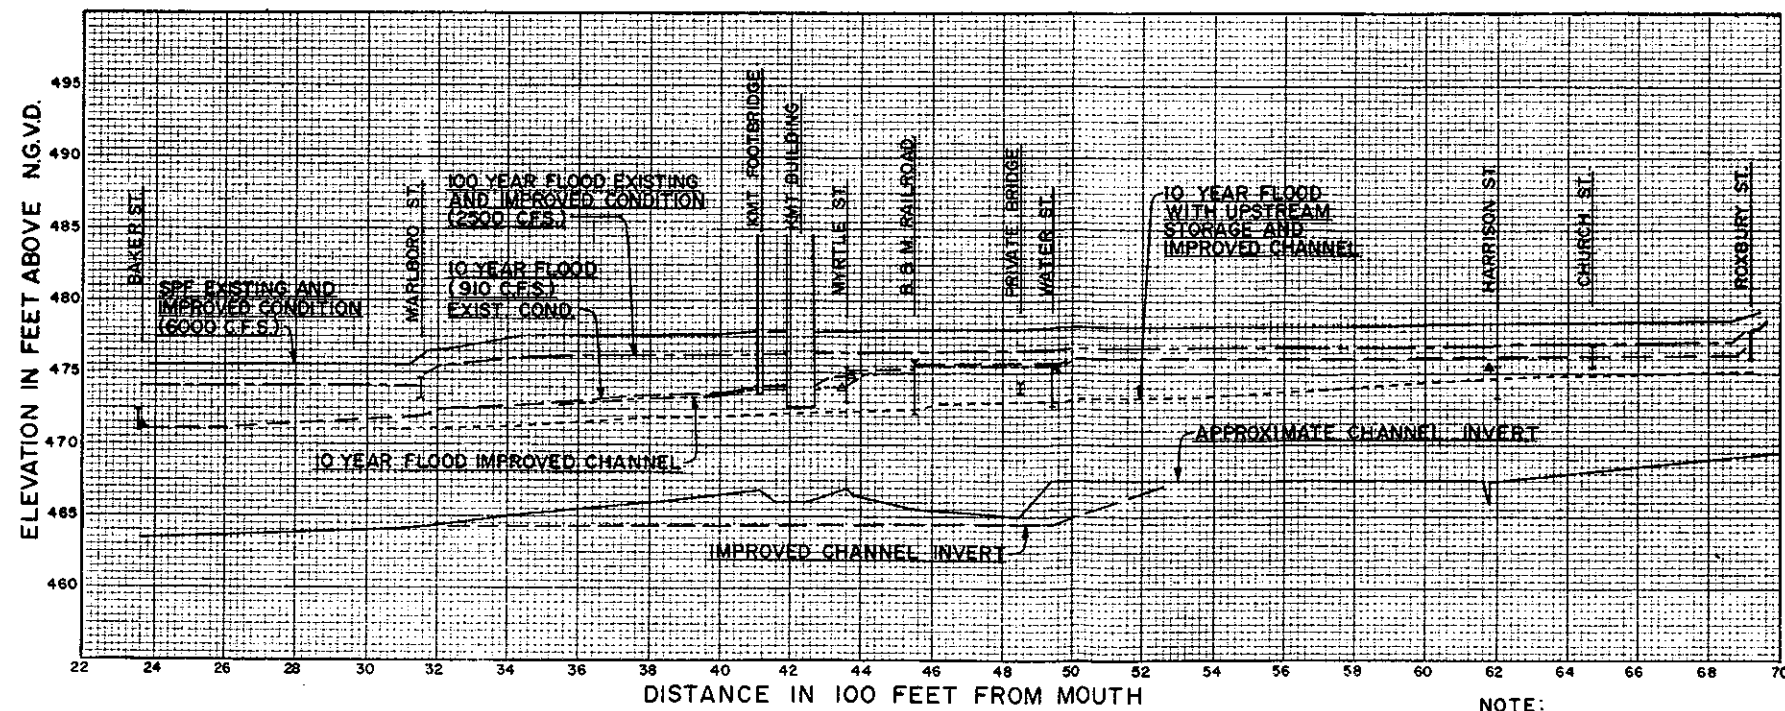 ELEVATION IN FEET ABOVE N.G.V.D.
495
490
485
480
475
470
465
460
BAKER ST.
SPF EXISTING AND
IMPROVED CONDITION
(6000 C.F.S.)
MARLBORO ST.
100 YEAR FLOOD EXISTING
AND IMPROVED CONDITION
(2500 C.F.S.)
10 YEAR FLOOD
(910 C.F.S.)
EXIST. COND.
KMT FOOTBRIDGE
KMT BUILDING
MYRTLE ST.
B & M RAILROAD
PRIVATE BRIDGE
WATER ST.
10 YEAR FLOOD
WITH UPSTREAM
STORAGE AND
IMPROVED CHANNEL
HARRISON ST.
CHURCH ST.
ROXBURY ST.
10 YEAR FLOOD IMPROVED CHANNEL
APPROXIMATE CHANNEL INVERT
IMPROVED CHANNEL INVERT
22 24 26 28 30 32 34 36 38 40 42 44 46 48 50 52 54 56 58 60 62 64 66 68 70
DISTANCE IN 100 FEET FROM MOUTH
NOTE: